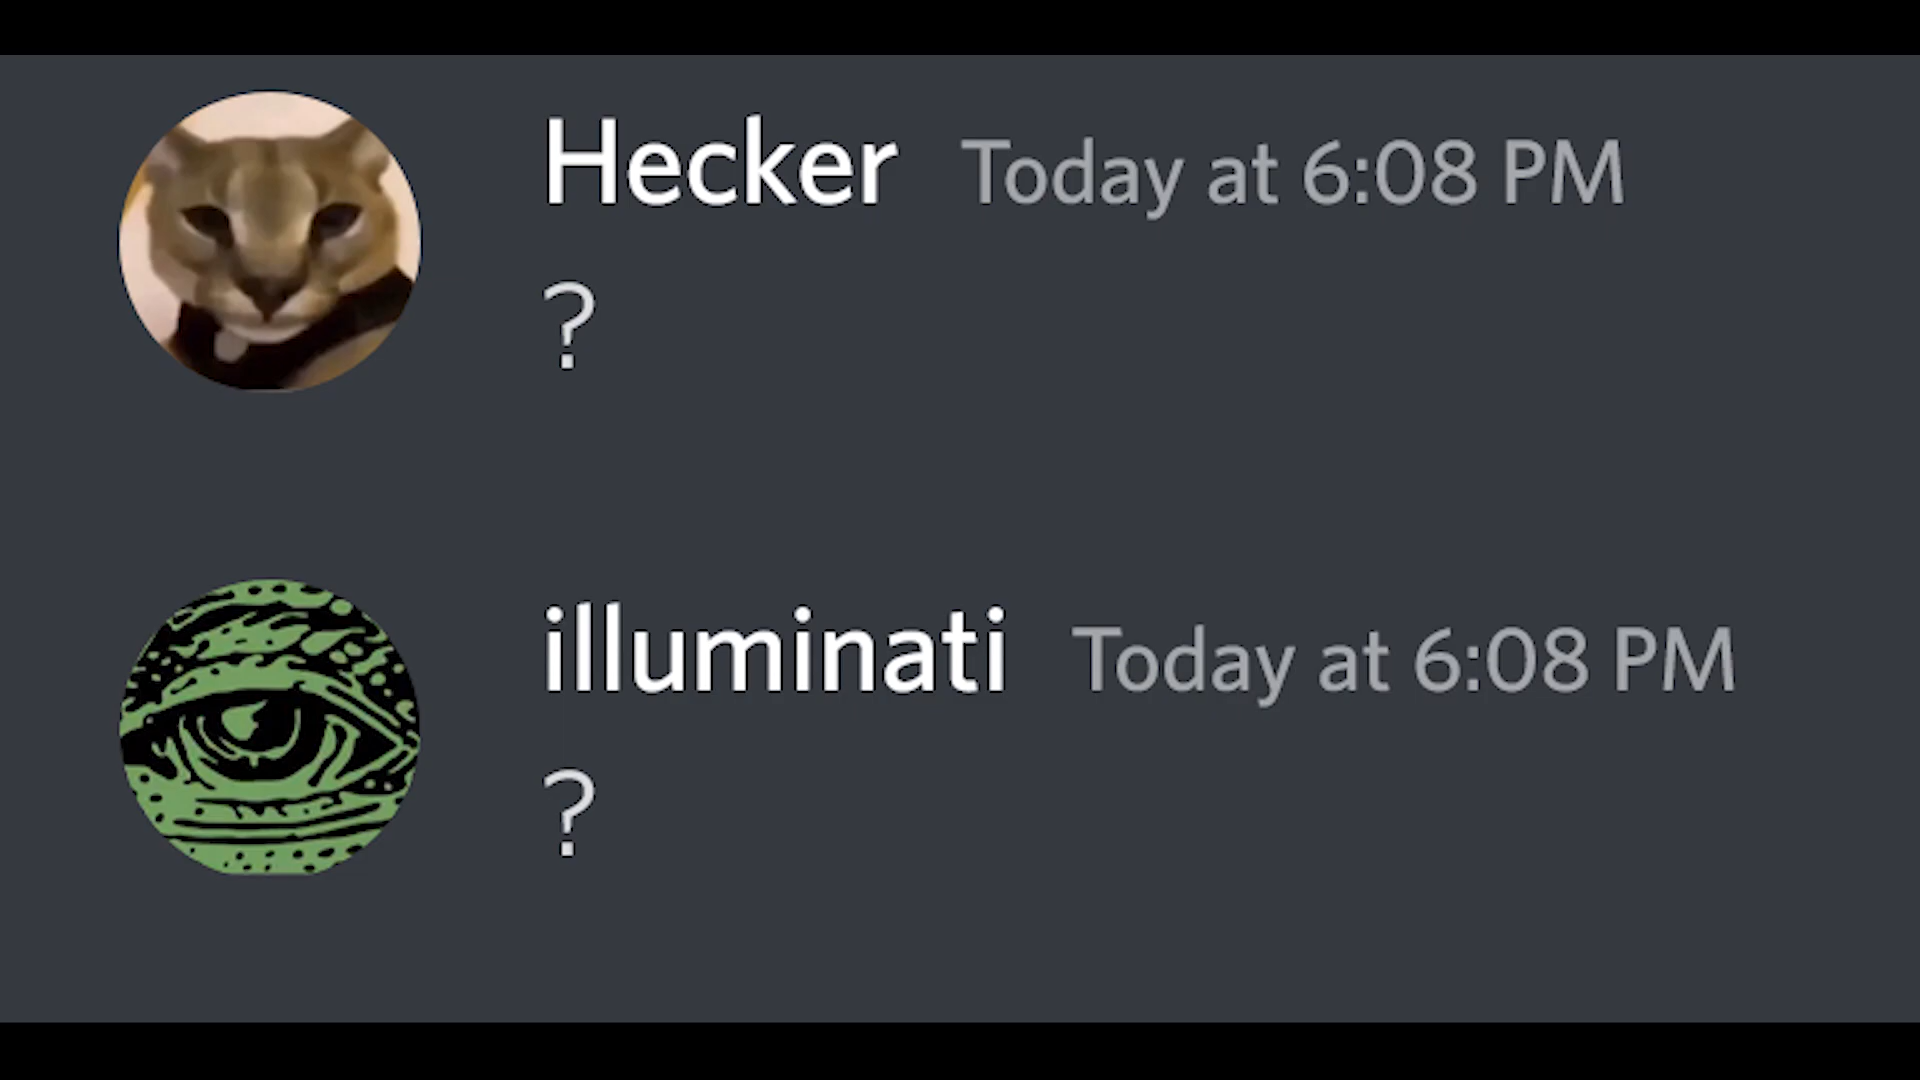 Hecker Today at 6:08 PM
?
illuminati Today at 6:08 PM
?